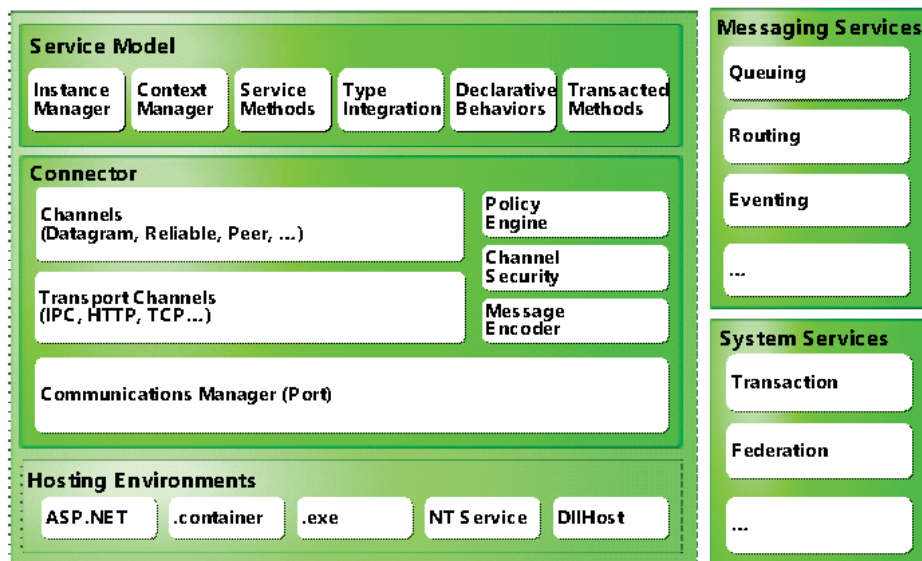 Service Model
Instance
Manager
Context
Manager
Service
Methods
Type
Integration
Declarative
Behaviors
Transacted
Methods
Connector
Channels
(Datagram, Reliable, Peer, ...)
Transport Channels
(IPC, HTTP, TCP...)
Policy
Engine
Channel
Security
Message
Encoder
Communications Manager (Port)
Hosting Environments
ASP.NET
.container
.exe
NT Service
DllHost
Messaging Services
Queuing
Routing
Eventing
...
System Services
Transaction
Federation
...